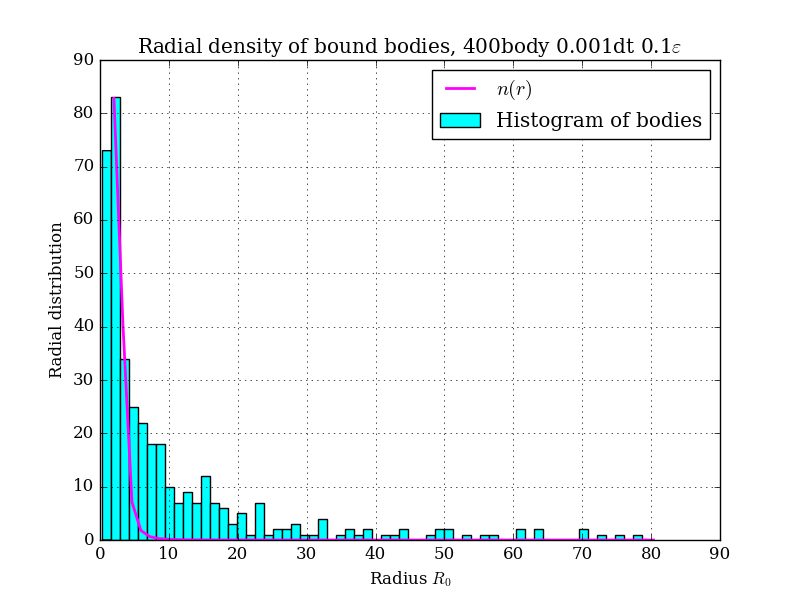 Radial density of bound bodies, 400body 0.001dt 0.1ε
n(r)
Histogram of bodies
Radial distribution
90
80
70
60
50
40
30
20
10
0
0 10 20 30 40 50 60 70 80 90
Radius R₀